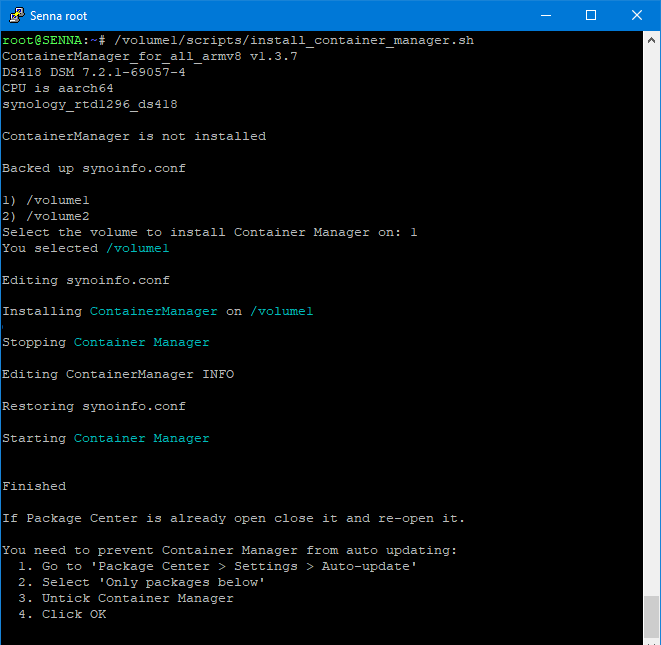 Senna root
root@SENNA:~# /volume1/scripts/install_container_manager.sh
ContainerManager_for_all_armv8 v1.3.7
DS418 DSM 7.2.1-69057-4
CPU is aarch64
synology_rtd1296_ds418
ContainerManager is not installed
Backed up synoinfo.conf
1) /volume1
2) /volume2
Select the volume to install Container Manager on: 1
You selected /volume1
Editing synoinfo.conf
Installing ContainerManager on /volume1
Stopping Container Manager
Editing ContainerManager INFO
Restoring synoinfo.conf
Starting Container Manager
Finished
If Package Center is already open close it and re-open it.
You need to prevent Container Manager from auto updating:
1. Go to 'Package Center > Settings > Auto-update'
2. Select 'Only packages below'
3. Untick Container Manager
4. Click OK